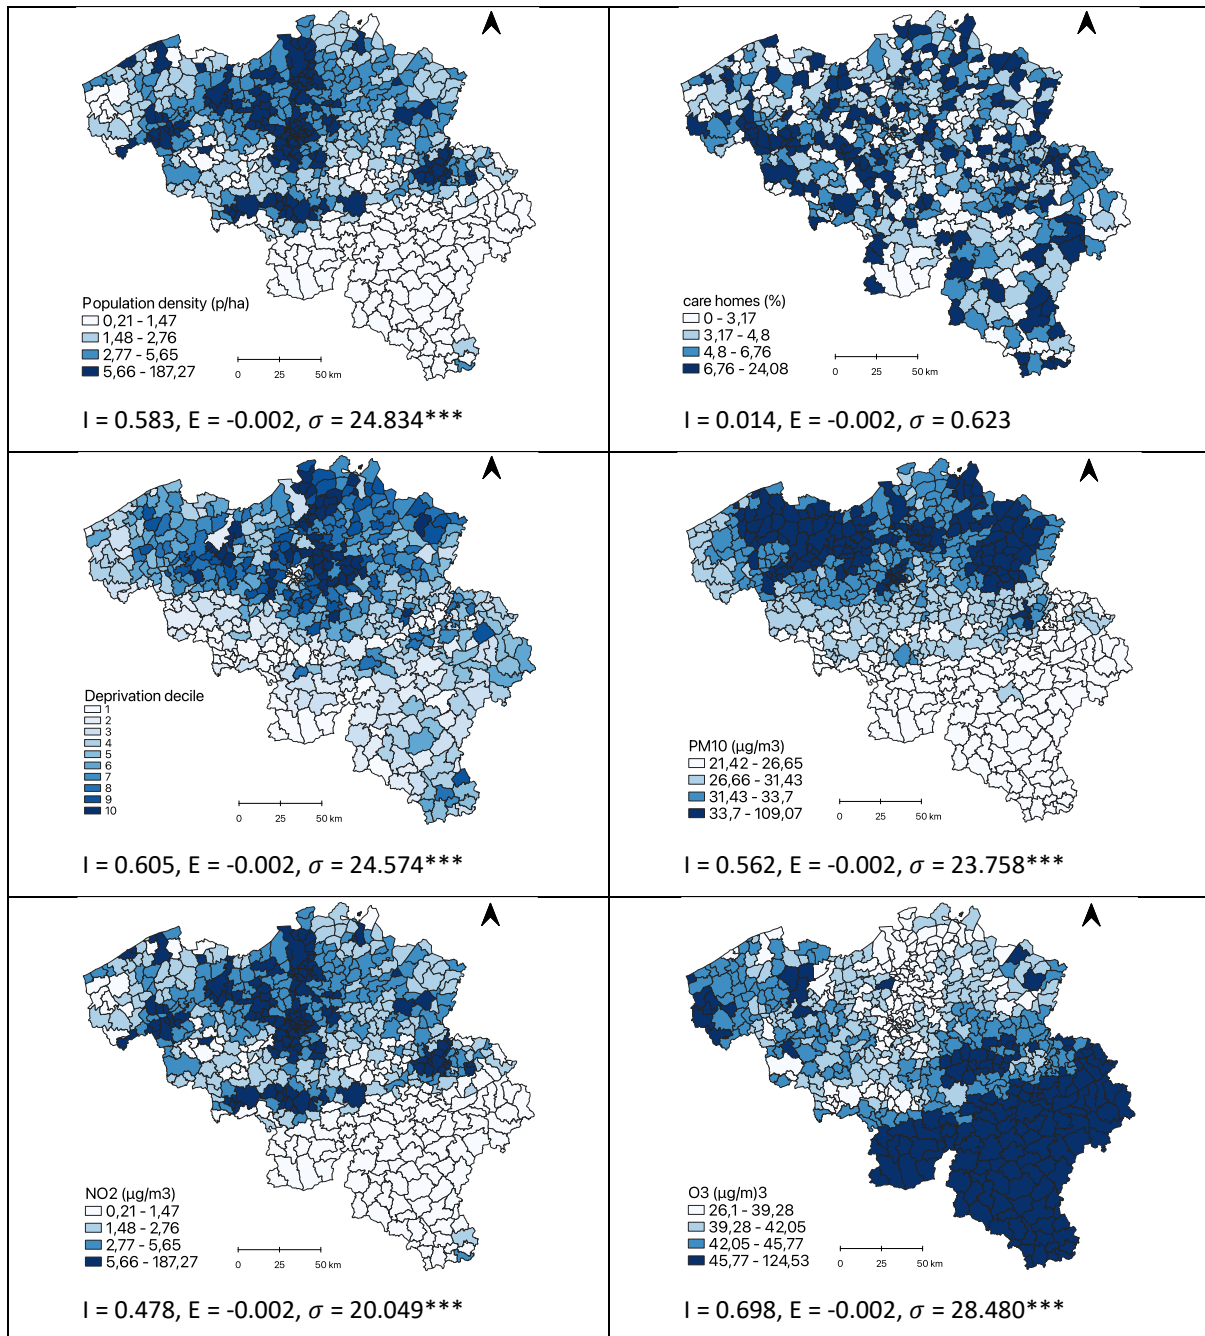 Population density (p/ha)
0,21 - 1,47
1,48 - 2,76
2,77 - 5,65
5,66 - 187,27
0 25 50 km
I = 0.583, E = -0.002, σ = 24.834***
care homes (%)
0 - 3,17
3,17 - 4,8
4,8 - 6,76
6,76 - 24,08
0 25 50 km
I = 0.014, E = -0.002, σ = 0.623
Deprivation decile
1
2
3
4
5
6
7
8
9
10
0 25 50 km
I = 0.605, E = -0.002, σ = 24.574***
PM10 (µg/m3)
21,42 - 26,65
26,66 - 31,43
31,43 - 33,7
33,7 - 109,07
0 25 50 km
I = 0.562, E = -0.002, σ = 23.758***
NO2 (µg/m3)
0,21 - 1,47
1,48 - 2,76
2,77 - 5,65
5,66 - 187,27
0 25 50 km
I = 0.478, E = -0.002, σ = 20.049***
O3 (µg/m)3
26,1 - 39,28
39,28 - 42,05
42,05 - 45,77
45,77 - 124,53
0 25 50 km
I = 0.698, E = -0.002, σ = 28.480***